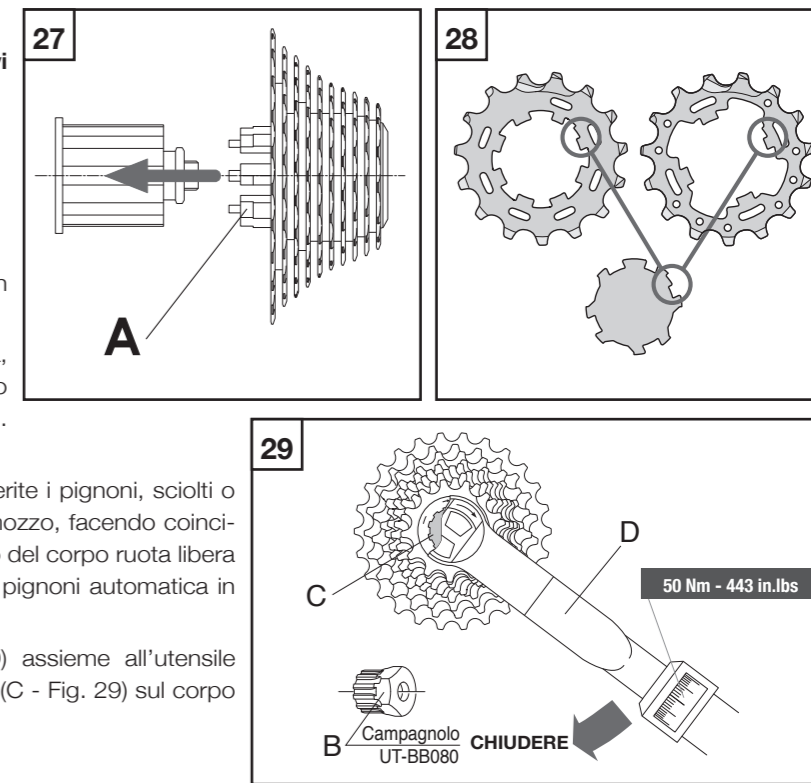 27
28
A
.
erite i pignoni, sciolti o
nozzo, facendo coinci-
del corpo ruota libera
pignoni automatica in
assieme all'utensile
(C - Fig. 29) sul corpo
29
C
D
50 Nm - 443 in.lbs
B
Campagnolo
UT-BB080
CHIUDERE